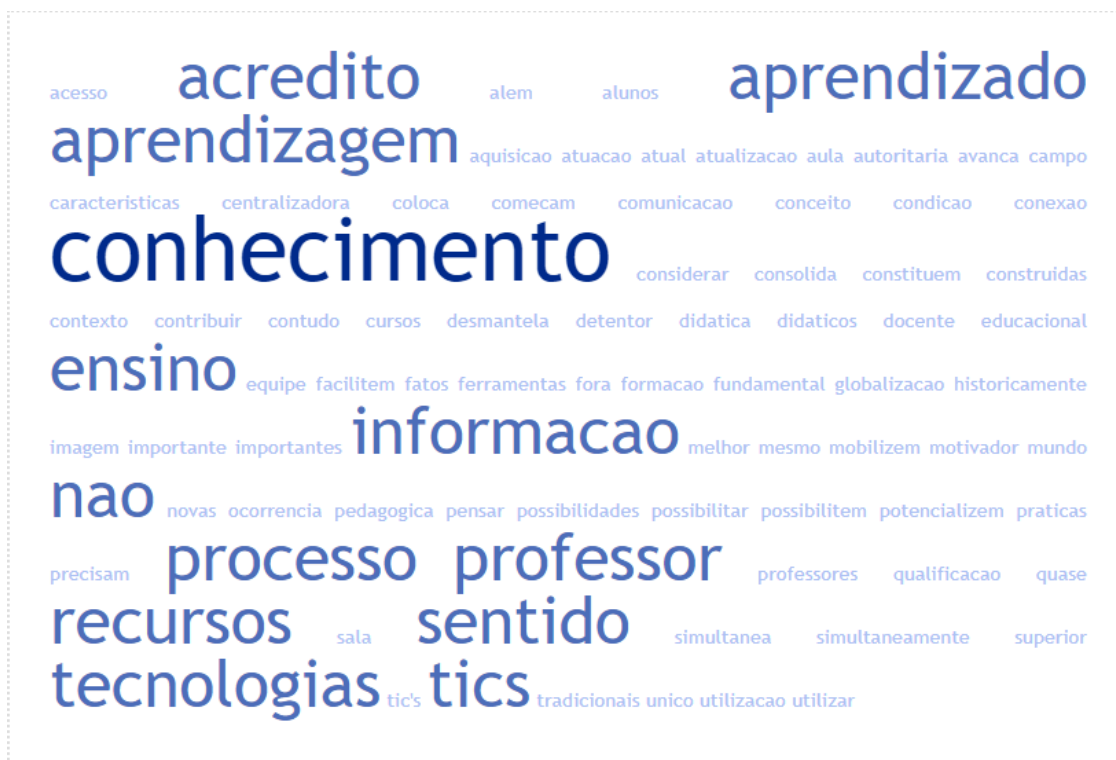 acesso acredito alem alunos aprendizado
aprendizagem aquisicao atuacao atual atualizacao aula autoritaria avanca campo
caracteristicas centralizadora coloca comecam comunicacao conceito condicao conexao
conhecimento considerar consolida constituem construidas
contexto contribuir contudo cursos desmantela detentor didatica didaticos docente educacional
ensino equipe facilitem fatos ferramentas fora formacao fundamental globalizacao historicamente
imagem importante importantes informacao melhor mesmo mobilizem motivador mundo
nao novas ocorrencia pedagogica pensar possibilidades possibilitar possibilitem potencializem praticas
precisam processo professor professores qualificacao quase
recursos sala sentido simultanea simultaneamente superior
tecnologias tic's tics tradicionais unico utilizacao utilizar